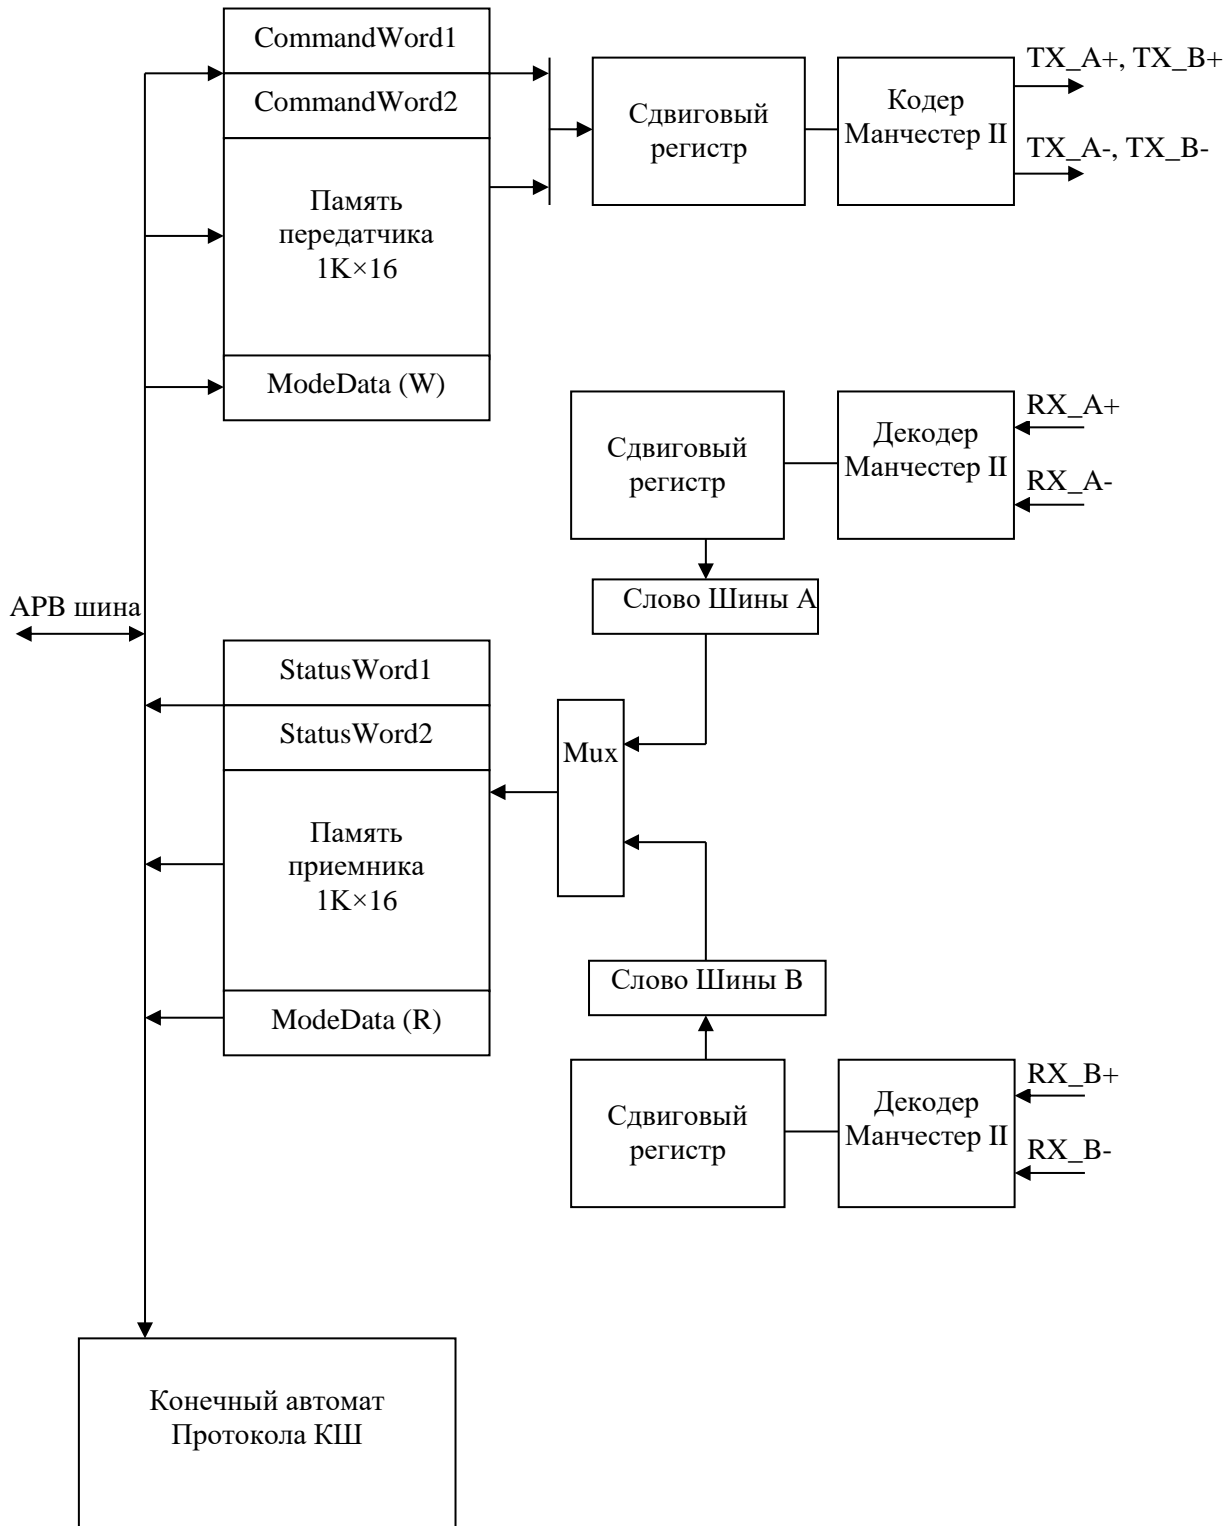 CommandWord1
CommandWord2
Память
передатчика
1K×16
ModeData (W)
Сдвиговый
регистр
Кодер
Манчестер II
TX_A+, TX_B+
TX_A-, TX_B-
Сдвиговый
регистр
Декодер
Манчестер II
RX_A+
RX_A-
Слово Шины А
APB шина
StatusWord1
StatusWord2
Память
приемника
1K×16
ModeData (R)
Mux
Слово Шины В
Сдвиговый
регистр
Декодер
Манчестер II
RX_B+
RX_B-
Конечный автомат
Протокола КШ